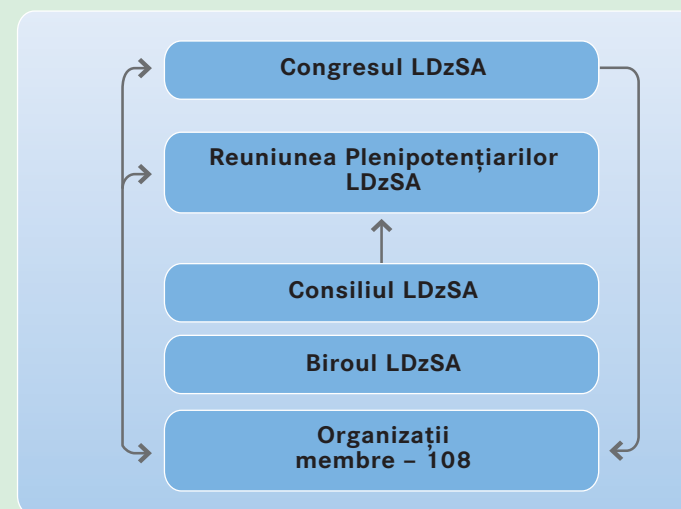 Congresul LDzSA
Reuniunea Plenipotențiarilor
LDzSA
Consiliul LDzSA
Biroul LDzSA
Organizații
membre – 108